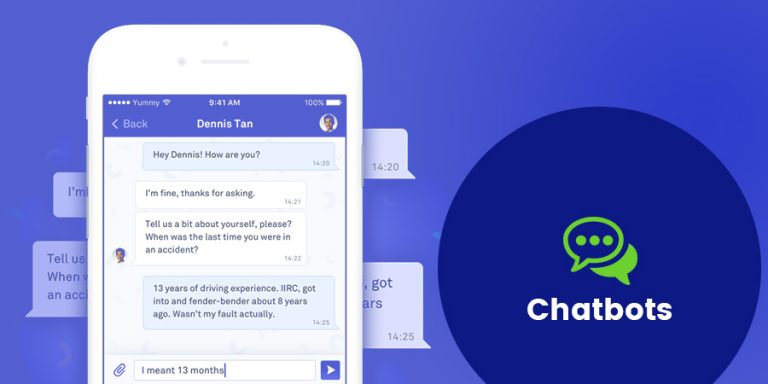 Yummy 9:41 AM 100%
Back Dennis Tan
Hey Dennis! How are you?
14:20
I'm fine, thanks for asking.
14:21
Tell us a bit about yourself, please?
When was the last time you were in
an accident?
14:22
13 years of driving experience. IIRC, got
into and fender-bender about 8 years
ago. Wasn't my fault actually.
14:25
I meant 13 months
14:20
I'm
Tell us
When w
an accid
, got
ars
14:25
Chatbots